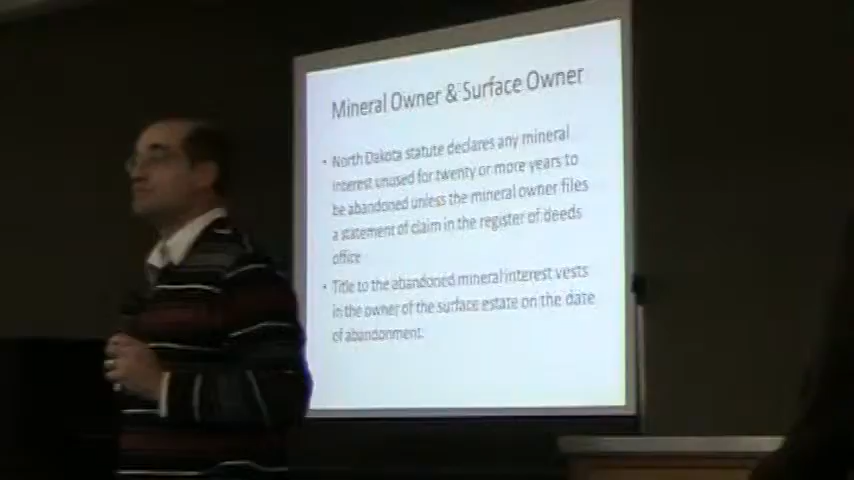 Mineral Owner & Surface Owner
• North Dakota statute declares any mineral
interest unused for twenty or more years to
be abandoned unless the mineral owner files
a statement of claim in the register of deeds
office
• Title to the abandoned mineral interest vests
in the owner of the surface estate on the date
of abandonment.